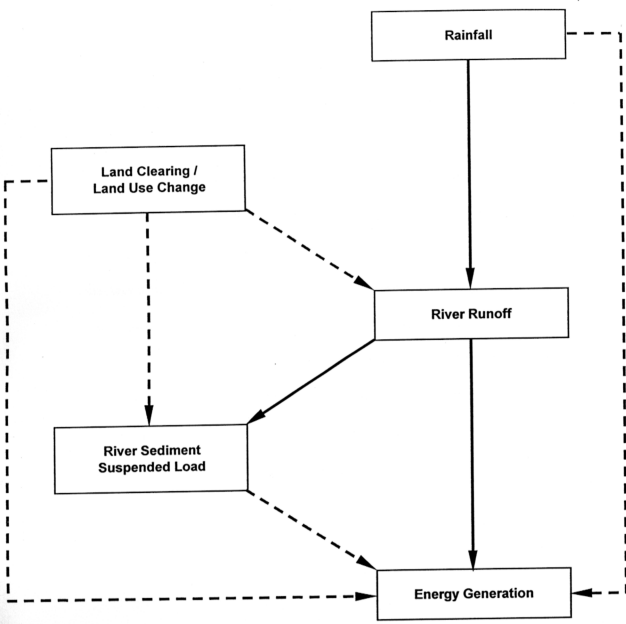 Rainfall
Land Clearing /
Land Use Change
River Runoff
River Sediment
Suspended Load
Energy Generation